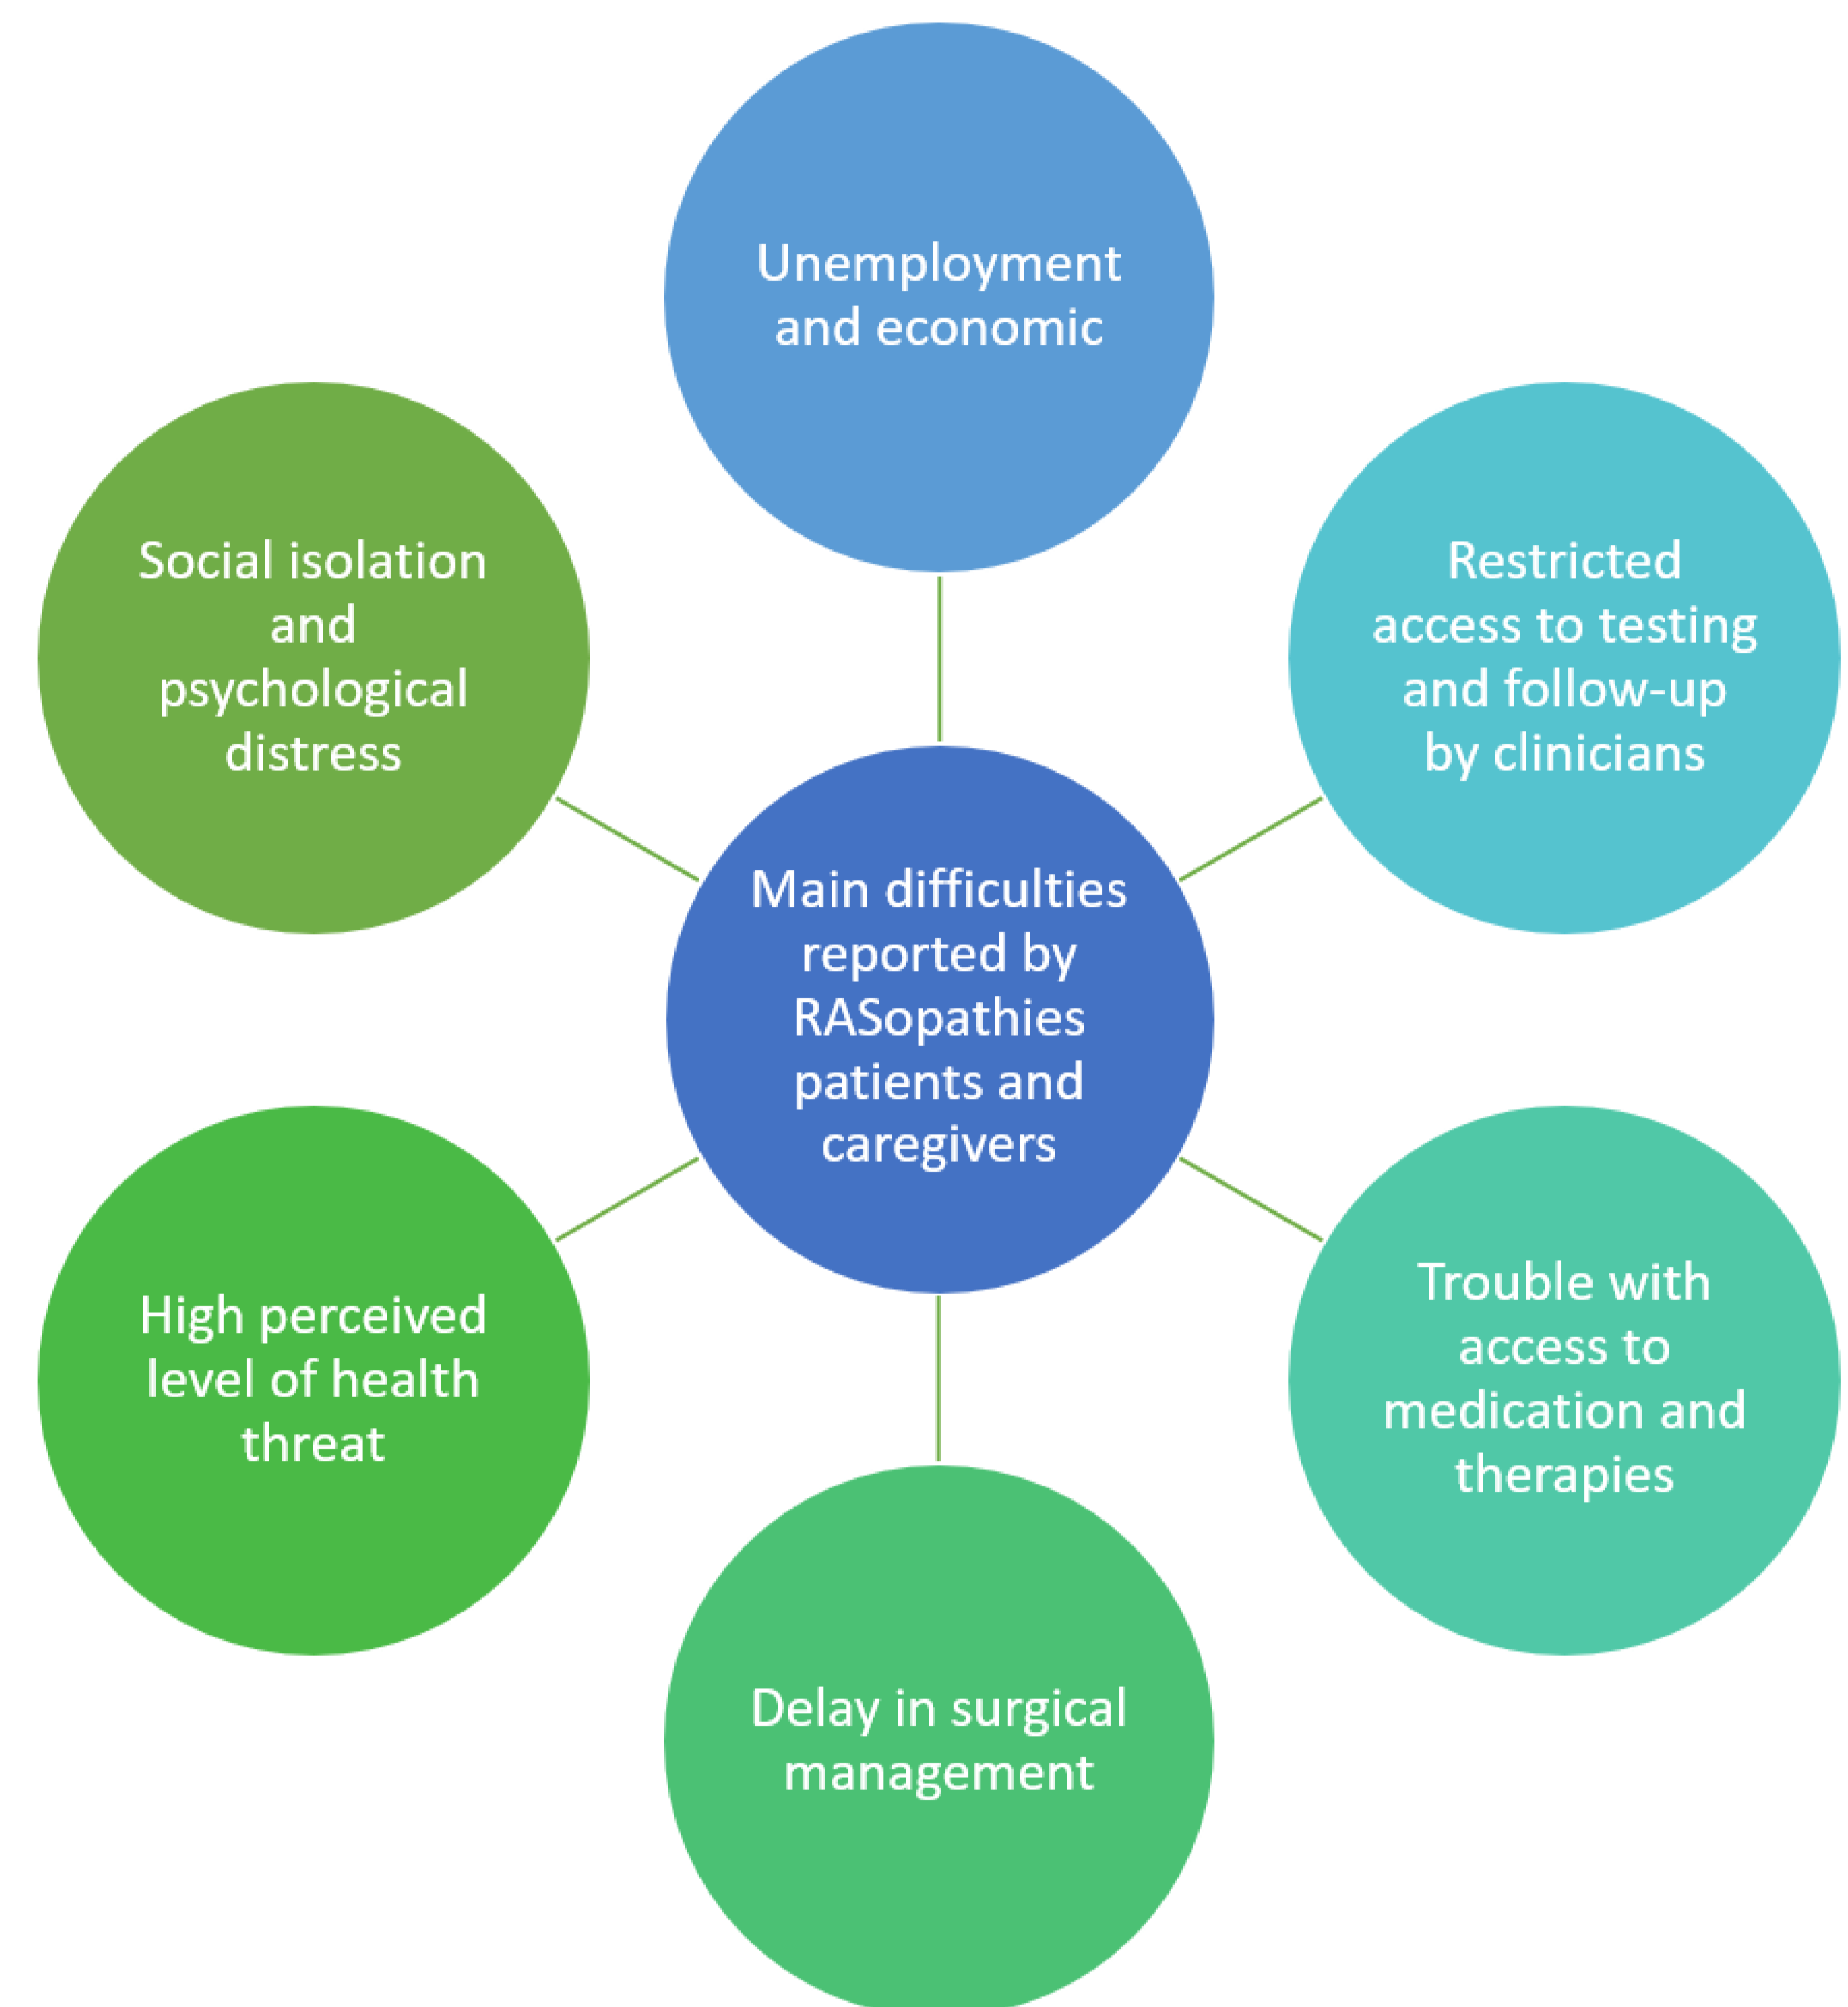 Unemployment
and economic
Social isolation
and
psychological
distress
Restricted
access to testing
and follow-up
by clinicians
Main difficulties
reported by
RASopathies
patients and
caregivers
High perceived
level of health
threat
Trouble with
access to
medication and
therapies
Delay in surgical
management